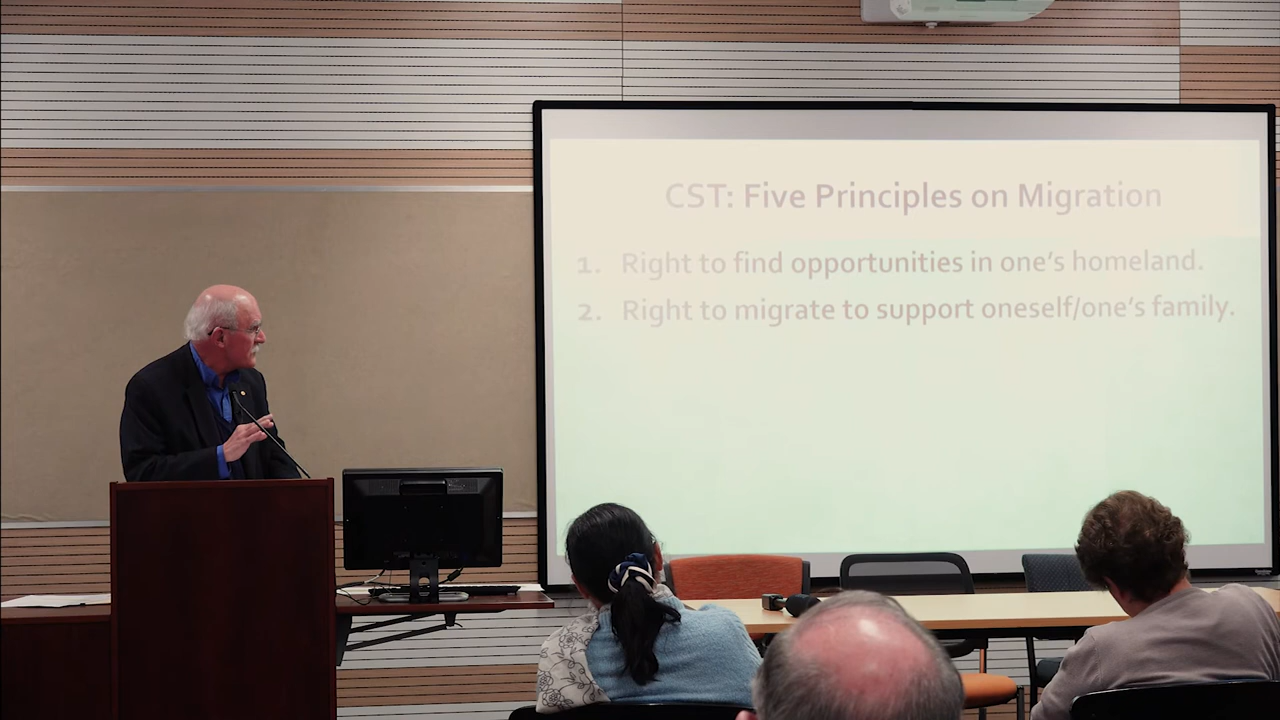 CST: Five Principles on Migration
1. Right to find opportunities in one's homeland.
2. Right to migrate to support oneself/one's family.